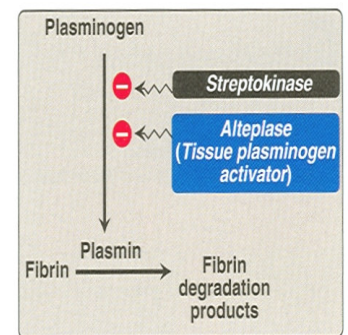 Plasminogen
Streptokinase
Alteplase
(Tissue plasminogen
activator)
Plasmin
Fibrin
Fibrin
degradation
products